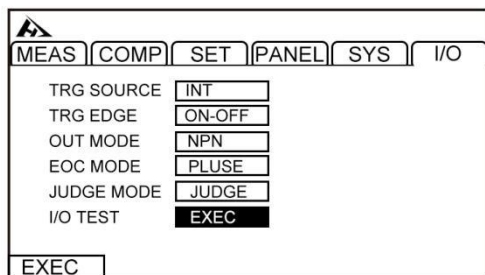 MEAS COMP SET PANEL SYS I/O
TRG SOURCE INT
TRG EDGE ON-OFF
OUT MODE NPN
EOC MODE PLUSE
JUDGE MODE JUDGE
I/O TEST EXEC
EXEC